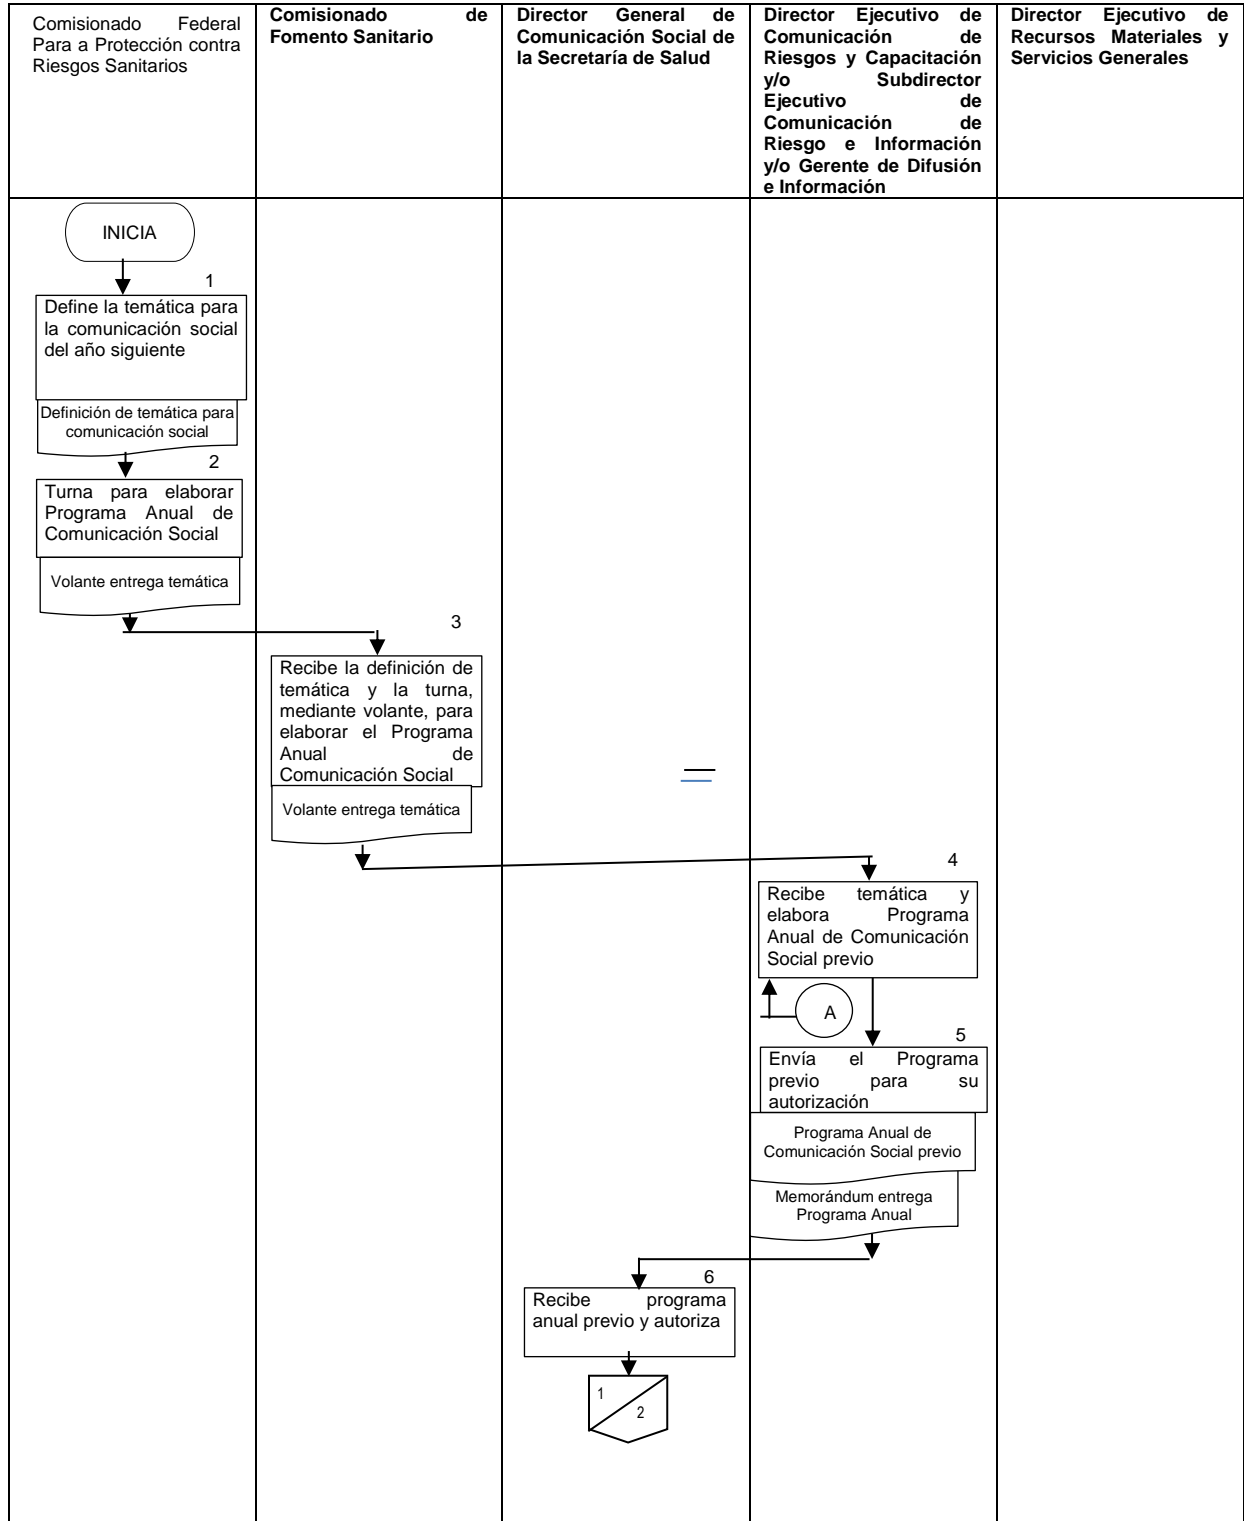 Comisionado Federal
Para a Protección contra
Riesgos Sanitarios
Comisionado de
Fomento Sanitario
Director General de
Comunicación Social de
la Secretaría de Salud
Director Ejecutivo de
Comunicación de
Riesgos y Capacitación
y/o Subdirector
Ejecutivo de
Comunicación de
Riesgo e Información
y/o Gerente de Difusión
e Información
Director Ejecutivo de
Recursos Materiales y
Servicios Generales
INICIA
1
Define la temática para
la comunicación social
del año siguiente
Definición de temática para
comunicación social
2
Turna para elaborar
Programa Anual de
Comunicación Social
Volante entrega temática
3
Recibe la definición de
temática y la turna,
mediante volante, para
elaborar el Programa
Anual de
Comunicación Social
Volante entrega temática
4
Recibe temática y
elabora Programa
Anual de Comunicación
Social previo
A
5
Envía el Programa
previo para su
autorización
Programa Anual de
Comunicación Social previo
Memorándum entrega
Programa Anual
6
Recibe programa
anual previo y autoriza
1
2